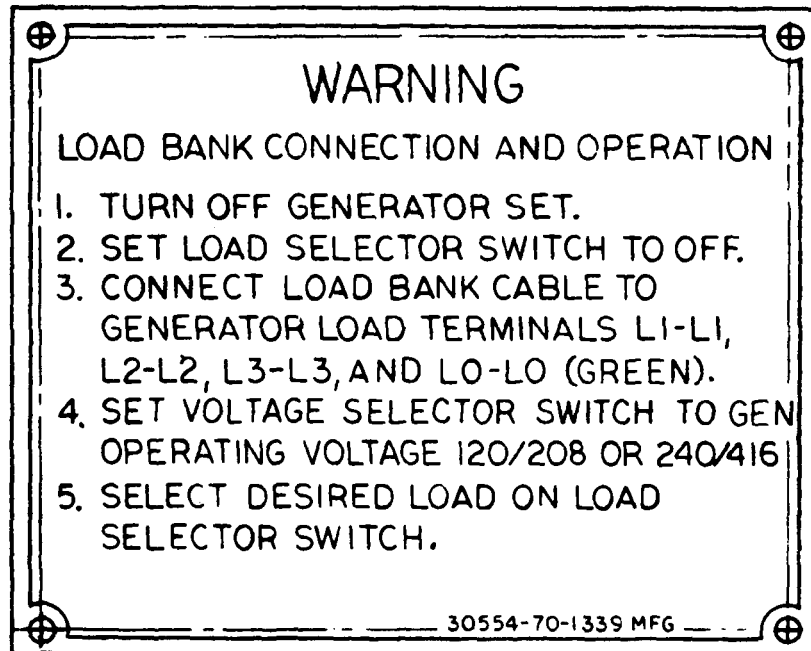 WARNING
LOAD BANK CONNECTION AND OPERATION
1. TURN OFF GENERATOR SET.
2. SET LOAD SELECTOR SWITCH TO OFF.
3. CONNECT LOAD BANK CABLE TO
GENERATOR LOAD TERMINALS L1-L1,
L2-L2, L3-L3, AND LO-LO (GREEN).
4. SET VOLTAGE SELECTOR SWITCH TO GEN
OPERATING VOLTAGE 120/208 OR 240/416
5. SELECT DESIRED LOAD ON LOAD
SELECTOR SWITCH.
30554-70-1339 MFG